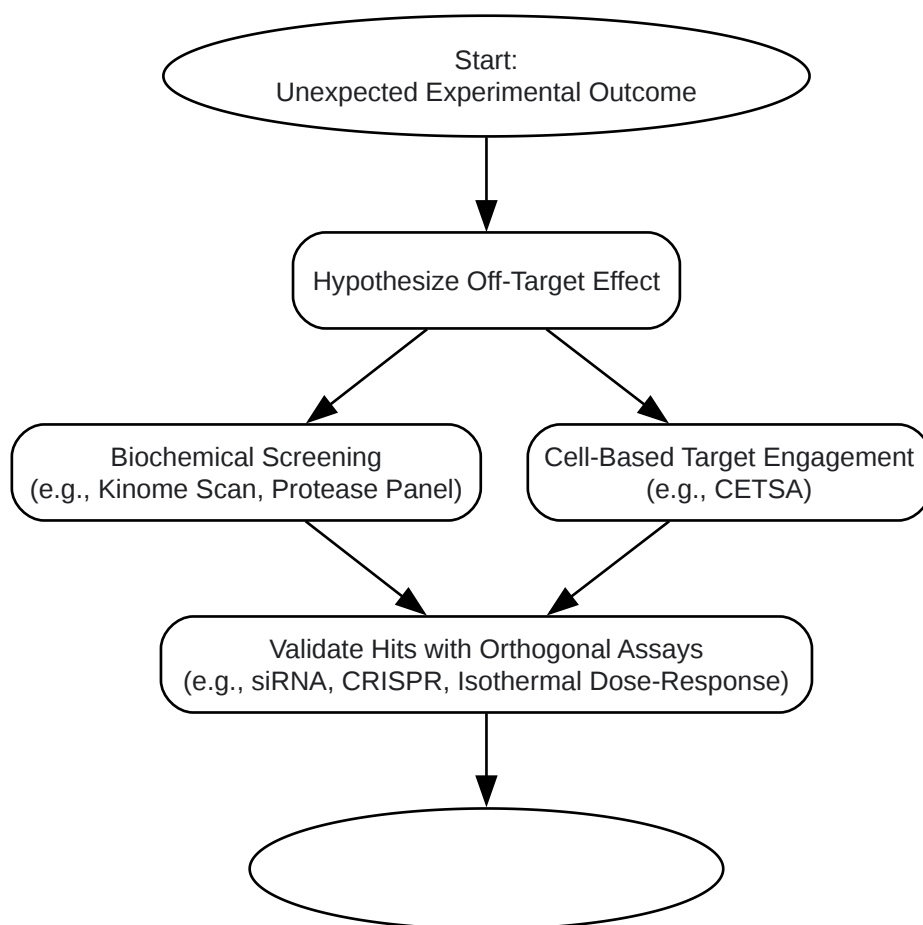 Start:
Unexpected Experimental Outcome
Hypothesize Off-Target Effect
Biochemical Screening
(e.g., Kinome Scan, Protease Panel)
Cell-Based Target Engagement
(e.g., CETSA)
Validate Hits with Orthogonal Assays
(e.g., siRNA, CRISPR, Isothermal Dose-Response)